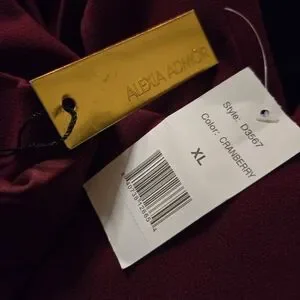 ALEXIA ADMOR
Style: D3567
Color: CRANBERRY
XL